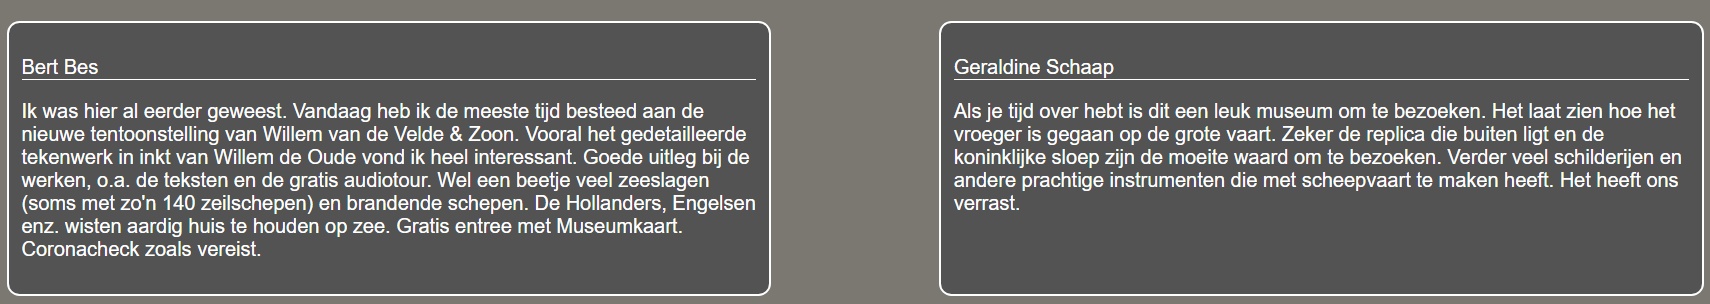 Bert Bes
Ik was hier al eerder geweest. Vandaag heb ik de meeste tijd besteed aan de
nieuwe tentoonstelling van Willem van de Velde & Zoon. Vooral het gedetailleerde
tekenwerk in inkt van Willem de Oude vond ik heel interessant. Goede uitleg bij de
werken, o.a. de teksten en de gratis audiotour. Wel een beetje veel zeeslagen
(soms met zo'n 140 zeilschepen) en brandende schepen. De Hollanders, Engelsen
enz. wisten aardig huis te houden op zee. Gratis entree met Museumkaart.
Coronacheck zoals vereist.
Geraldine Schaap
Als je tijd over hebt is dit een leuk museum om te bezoeken. Het laat zien hoe het
vroeger is gegaan op de grote vaart. Zeker de replica die buiten ligt en de
koninklijke sloep zijn de moeite waard om te bezoeken. Verder veel schilderijen en
andere prachtige instrumenten die met scheepvaart te maken heeft. Het heeft ons
verrast.